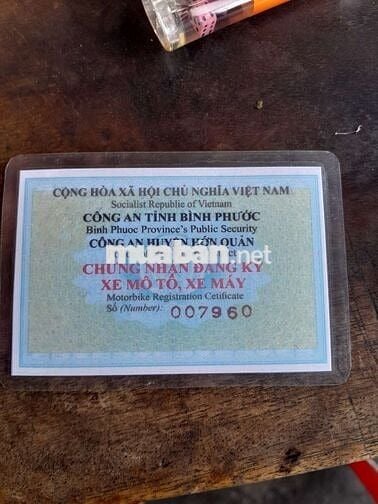 CỘNG HÒA XÃ HỘI CHỦ NGHĨA VIỆT NAM
Socialist Republic of Vietnam
CÔNG AN TỈNH BÌNH PHƯỚC
Binh Phuoc Province's Public Security
CÔNG AN HUYỆN HỚN QUẢN
muaban.net
CHỨNG NHẬN ĐĂNG KÝ
XE MÔ TÔ, XE MÁY
Motorbike Registration Cetificate
Số (Number): 007960